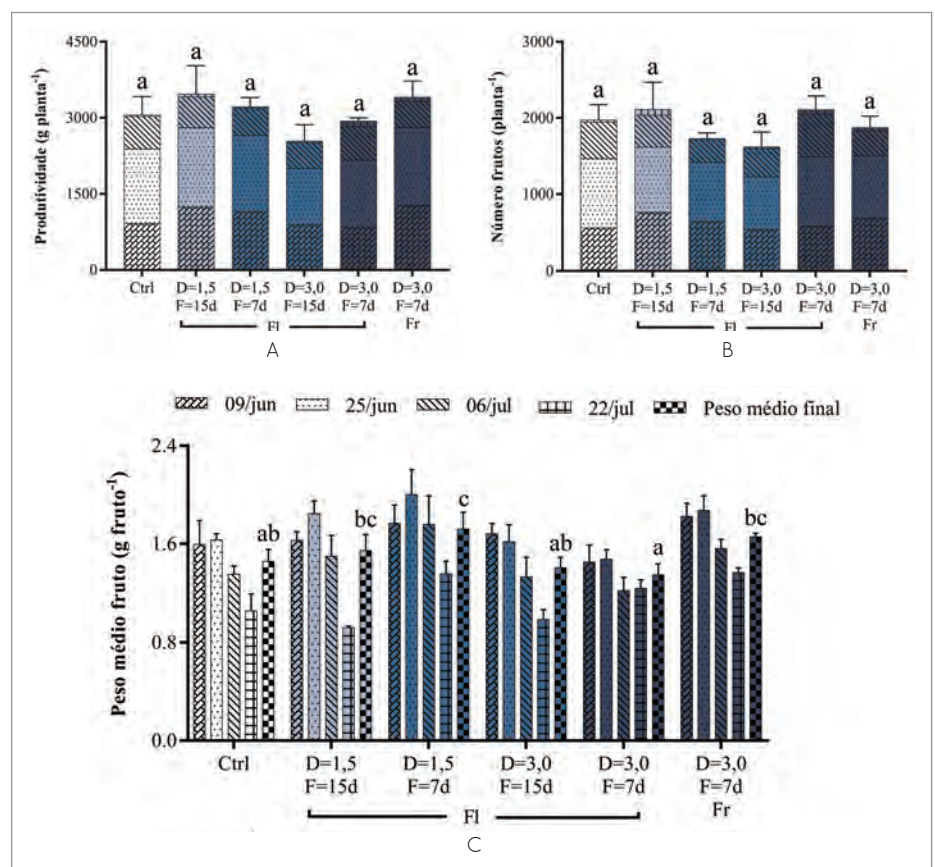 4500
3000
1500
0
Produtividade (g planta⁻¹)
a a a a a a
Ctrl D=1,5 D=1,5 D=3,0 D=3,0 D=3,0
F=15d F=7d F=15d F=7d F=7d
Fl Fr
A
3000
2000
1000
0
Número frutos (planta⁻¹)
a a a a a a
Ctrl D=1,5 D=1,5 D=3,0 D=3,0 D=3,0
F=15d F=7d F=15d F=7d F=7d
Fl Fr
B
09/jun 25/jun 06/jul 22/jul Peso médio final
2.4
1.6
0.8
0.0
Peso médio fruto (g fruto⁻¹)
ab bc c ab a bc
Ctrl D=1,5 D=1,5 D=3,0 D=3,0 D=3,0
F=15d F=7d F=15d F=7d F=7d
Fr
Fl
C